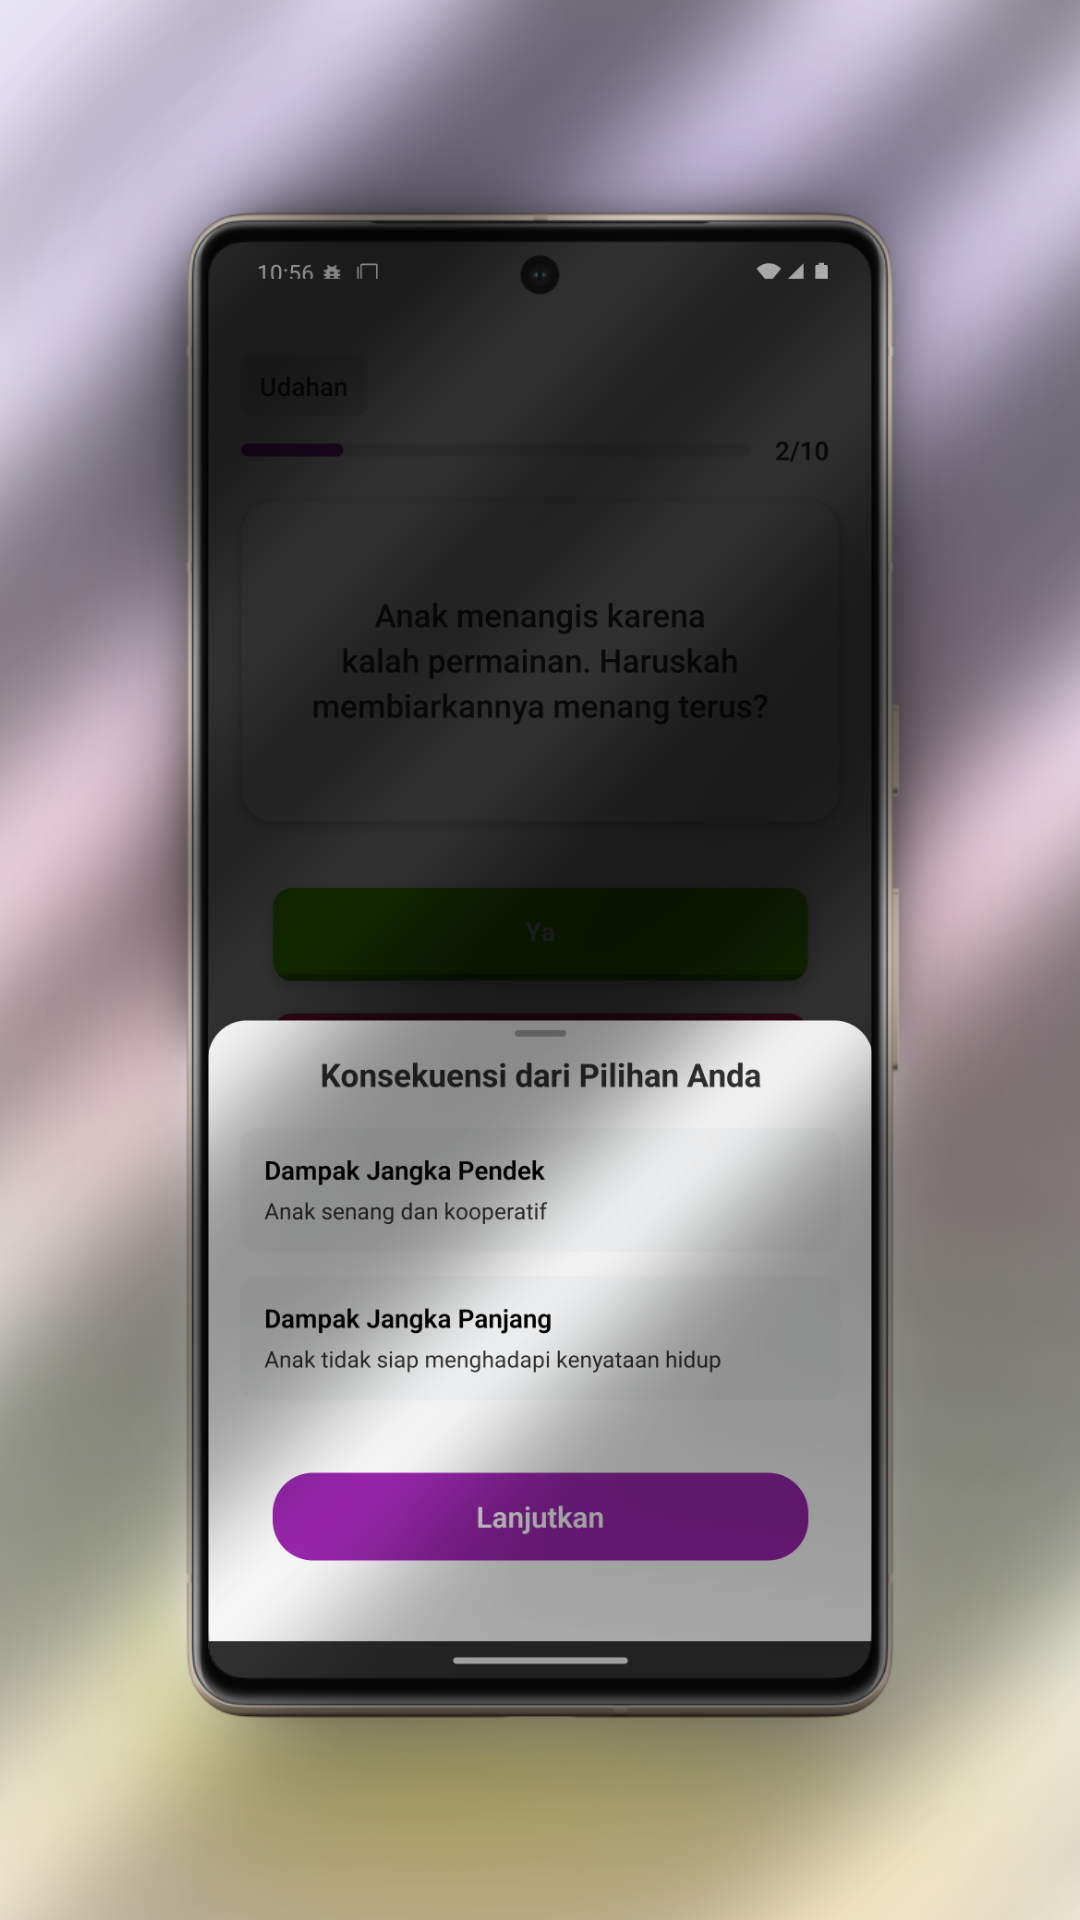 10:56
Udahan
2/10
Anak menangis karena
kalah permainan. Haruskah
membiarkannya menang terus?
Ya
Konsekuensi dari Pilihan Anda
Dampak Jangka Pendek
Anak senang dan kooperatif
Dampak Jangka Panjang
Anak tidak siap menghadapi kenyataan hidup
Lanjutkan